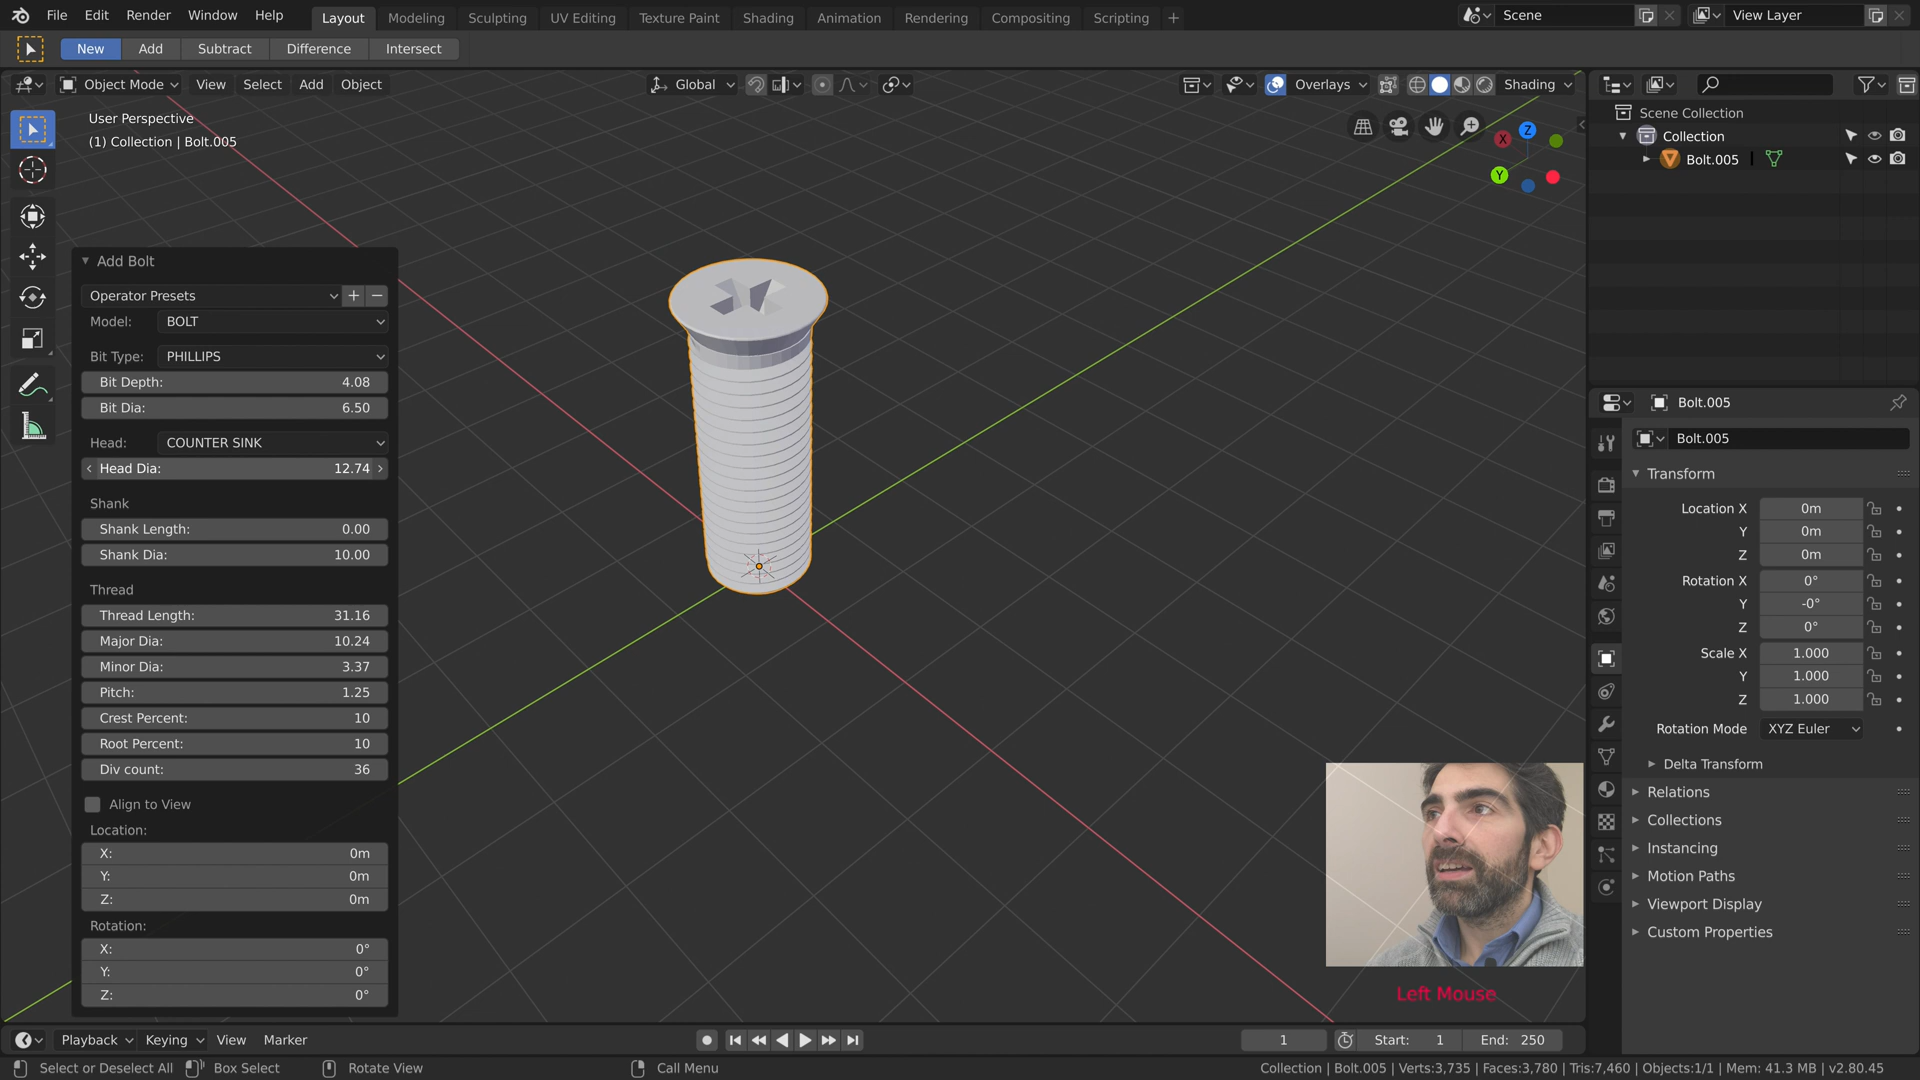 File Edit Render Window Help Layout Modeling Sculpting UV Editing Texture Paint Shading Animation Rendering Compositing Scripting + Scene View Layer
New Add Subtract Difference Intersect
Object Mode View Select Add Object Global Overlays Shading
User Perspective
(1) Collection | Bolt.005
X Y Z
Scene Collection
Collection
Bolt.005
Add Bolt
Operator Presets
Model: BOLT
Bit Type: PHILLIPS
Bit Depth: 4.08
Bit Dia: 6.50
Head: COUNTER SINK
Head Dia: 12.74
Shank
Shank Length: 0.00
Shank Dia: 10.00
Thread
Thread Length: 31.16
Major Dia: 10.24
Minor Dia: 3.37
Pitch: 1.25
Crest Percent: 10
Root Percent: 10
Div count: 36
Align to View
Location:
X: 0m
Y: 0m
Z: 0m
Rotation:
X: 0°
Y: 0°
Z: 0°
Bolt.005
Bolt.005
Transform
Location X 0m
Y 0m
Z 0m
Rotation X 0°
Y -0°
Z 0°
Scale X 1.000
Y 1.000
Z 1.000
Rotation Mode XYZ Euler
Delta Transform
Relations
Collections
Instancing
Motion Paths
Viewport Display
Custom Properties
Left Mouse
Playback Keying View Marker 1 Start: 1 End: 250
Select or Deselect All Box Select Rotate View Call Menu Collection | Bolt.005 | Verts:3,735 | Faces:3,780 | Tris:7,460 | Objects:1/1 | Mem: 41.3 MB | v2.80.45